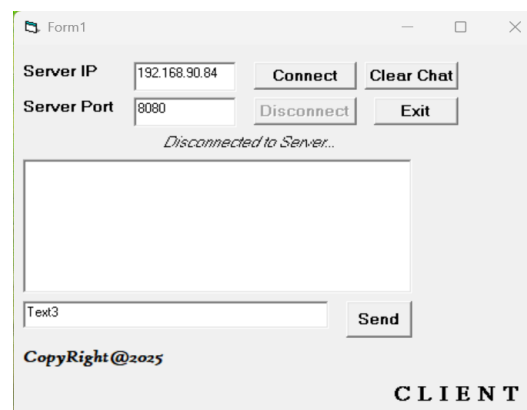 Form1
Server IP 192.168.90.84 Connect Clear Chat
Server Port 8080 Disconnect Exit
Disconnected to Server...
Text3 Send
CopyRight@2025
CLIENT